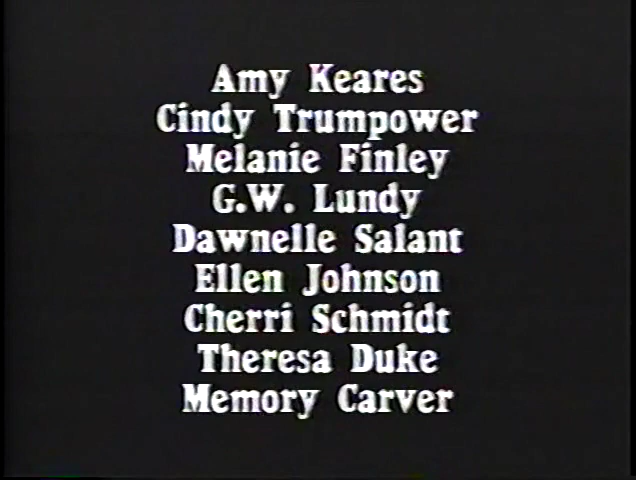 Amy Keares
Cindy Trumpower
Melanie Finley
G.W. Lundy
Dawnelle Salant
Ellen Johnson
Cherri Schmidt
Theresa Duke
Memory Carver